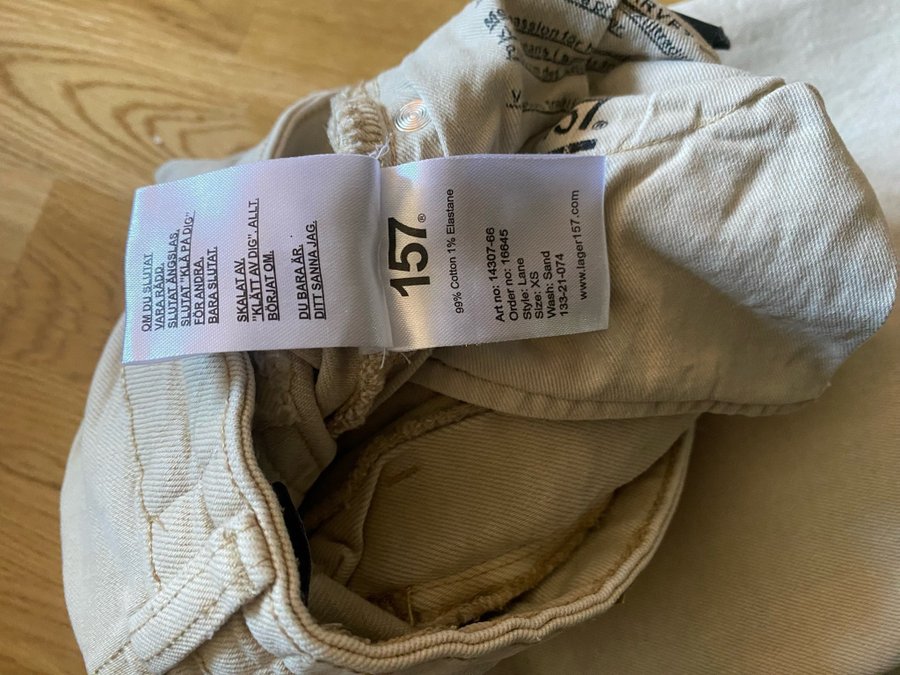 OM DU SLUTAT
VARA RÄDD.
SLUTAT ÄNGSLAS.
SLUTAT "KLÄ PÅ DIG"
FÖR ANDRA.
BARA SLUTAT.
SKALAT AV.
"KLÄTT AV DIG". ALLT.
BÖRJAT OM.
DU BARA ÄR.
DITT SANNA JAG.
157®
99% Cotton 1% Elastane
Art no: 14307-66
Order no: 16645
Style: Lane
Size: XS
Wash: Sand
133-21-074
www.lager157.com
57®